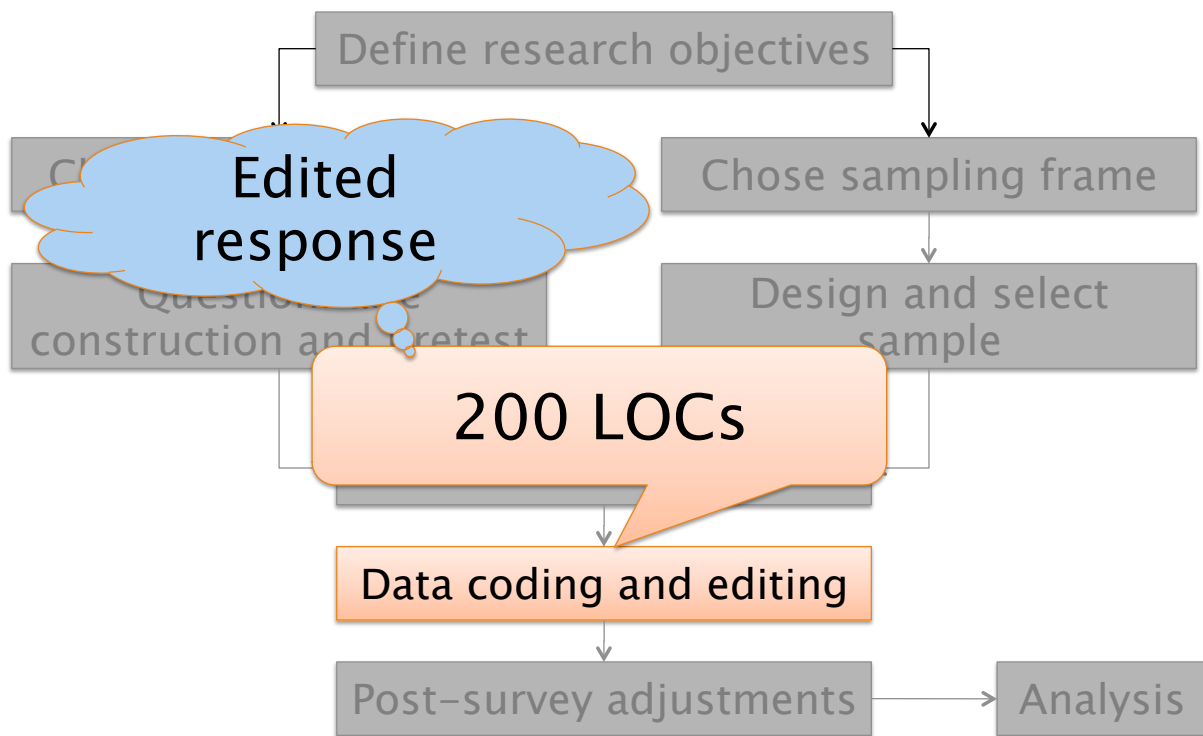 Define research objectives
Edited
response
Chose sampling frame
construction and
Design and select
sample
200 LOCs
Data coding and editing
Post-survey adjustments
Analysis